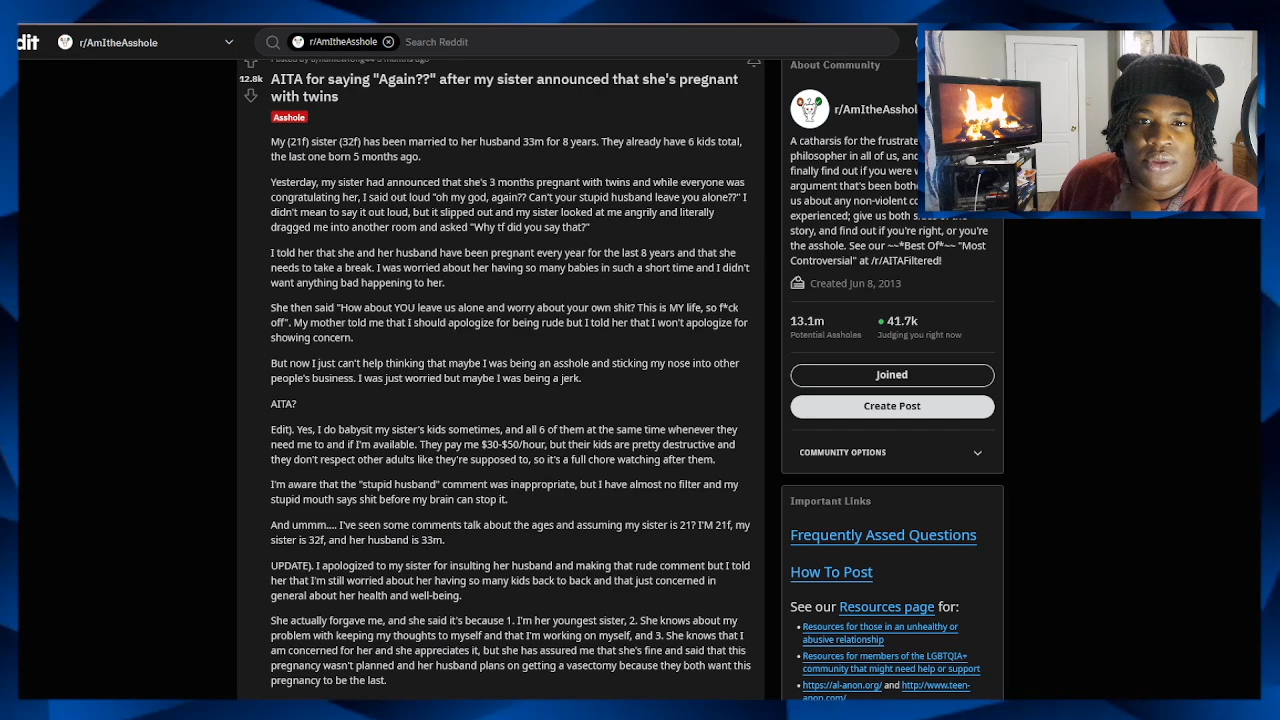 dit
r/AmItheAsshole
r/AmItheAsshole
Search Reddit
12.8k
AITA for saying "Again??" after my sister announced that she's pregnant
with twins
Asshole
My (21f) sister (32f) has been married to her husband 33m for 8 years. They already have 6 kids total,
the last one born 5 months ago.
Yesterday, my sister had announced that she's 3 months pregnant with twins and while everyone was
congratulating her, I said out loud "oh my god, again?? Can't your stupid husband leave you alone??" I
didn't mean to say it out loud, but it slipped out and my sister looked at me angrily and literally
dragged me into another room and asked "Why tf did you say that?"
I told her that she and her husband have been pregnant every year for the last 8 years and that she
needs to take a break. I was worried about her having so many babies in such a short time and I didn't
want anything bad happening to her.
She then said "How about YOU leave us alone and worry about your own shit? This is MY life, so f*ck
off". My mother told me that I should apologize for being rude but I told her that I won't apologize for
showing concern.
But now I just can't help thinking that maybe I was being an asshole and sticking my nose into other
people's business. I was just worried but maybe I was being a jerk.
AITA?
Edit). Yes, I do babysit my sister's kids sometimes, and all 6 of them at the same time whenever they
need me to and if I'm available. They pay me $30-$50/hour, but their kids are pretty destructive and
they don't respect other adults like they're supposed to, so it's a full chore watching after them.
I'm aware that the "stupid husband" comment was inappropriate, but I have almost no filter and my
stupid mouth says shit before my brain can stop it.
And ummm.... I've seen some comments talk about the ages and assuming my sister is 21? I'M 21f, my
sister is 32f, and her husband is 33m.
UPDATE). I apologized to my sister for insulting her husband and making that rude comment but I told
her that I'm still worried about her having so many kids back to back and that just concerned in
general about her health and well-being.
She actually forgave me, and she said it's because 1. I'm her youngest sister, 2. She knows about my
problem with keeping my thoughts to myself and that I'm working on myself, and 3. She knows that I
am concerned for her and she appreciates it, but she has assured me that she's fine and said that this
pregnancy wasn't planned and her husband plans on getting a vasectomy because they both want this
pregnancy to be the last.
About Community
r/AmItheAsshol
A catharsis for the frustrate
philosopher in all of us, and
finally find out if you were
argument that's been bothe
us about any non-violent co
experienced; give us both sides of the
story, and find out if you're right, or you're
the asshole. See our ~~*Best Of*~~ "Most
Controversial" at /r/AITAFiltered!
Created Jun 8, 2013
13.1m
41.7k
Potential Assholes
Judging you right now
Joined
Create Post
COMMUNITY OPTIONS
Important Links
Frequently Assed Questions
How To Post
See our Resources page for:
• Resources for those in an unhealthy or
abusive relationship
• Resources for members of the LGBTQIA+
community that might need help or support
• https://al-anon.org/ and http://www.teen-
anon.com/